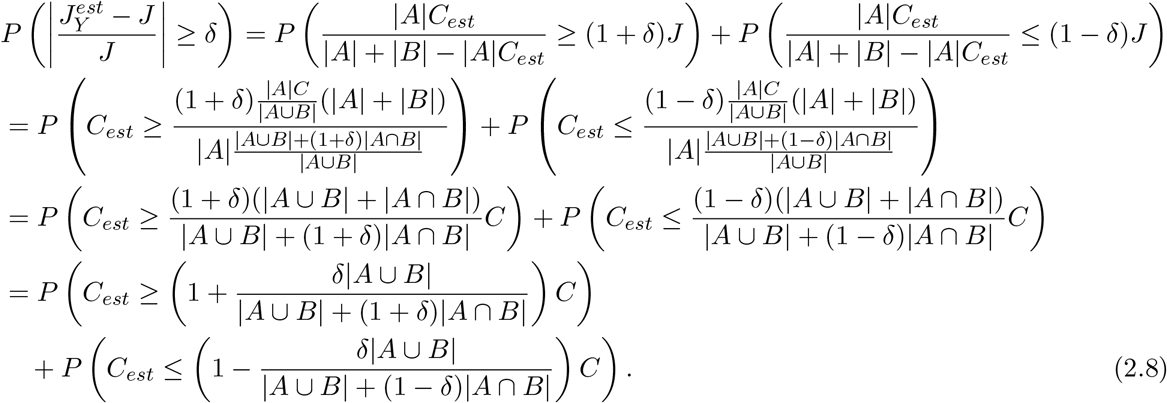 $P\left(\left|\frac{J_Y^{est} - J}{J}\right| \geq \delta\right) = P\left(\frac{|A|C_{est}}{|A| + |B| - |A|C_{est}} \geq (1+\delta)J\right) + P\left(\frac{|A|C_{est}}{|A| + |B| - |A|C_{est}} \leq (1-\delta)J\right)$
$= P\left(C_{est} \geq \frac{(1+\delta)\frac{|A|C}{|A \cup B|}(|A| + |B|)}{|A|\frac{|A \cup B| + (1+\delta)|A \cap B|}{|A \cup B|}}\right) + P\left(C_{est} \leq \frac{(1-\delta)\frac{|A|C}{|A \cup B|}(|A| + |B|)}{|A|\frac{|A \cup B| + (1-\delta)|A \cap B|}{|A \cup B|}}\right)$
$= P\left(C_{est} \geq \frac{(1+\delta)(|A \cup B| + |A \cap B|)}{|A \cup B| + (1+\delta)|A \cap B|}C\right) + P\left(C_{est} \leq \frac{(1-\delta)(|A \cup B| + |A \cap B|)}{|A \cup B| + (1-\delta)|A \cap B|}C\right)$
$= P\left(C_{est} \geq \left(1 + \frac{\delta|A \cup B|}{|A \cup B| + (1+\delta)|A \cap B|}\right)C\right)$
$+ P\left(C_{est} \leq \left(1 - \frac{\delta|A \cup B|}{|A \cup B| + (1-\delta)|A \cap B|}\right)C\right).$ (2.8)